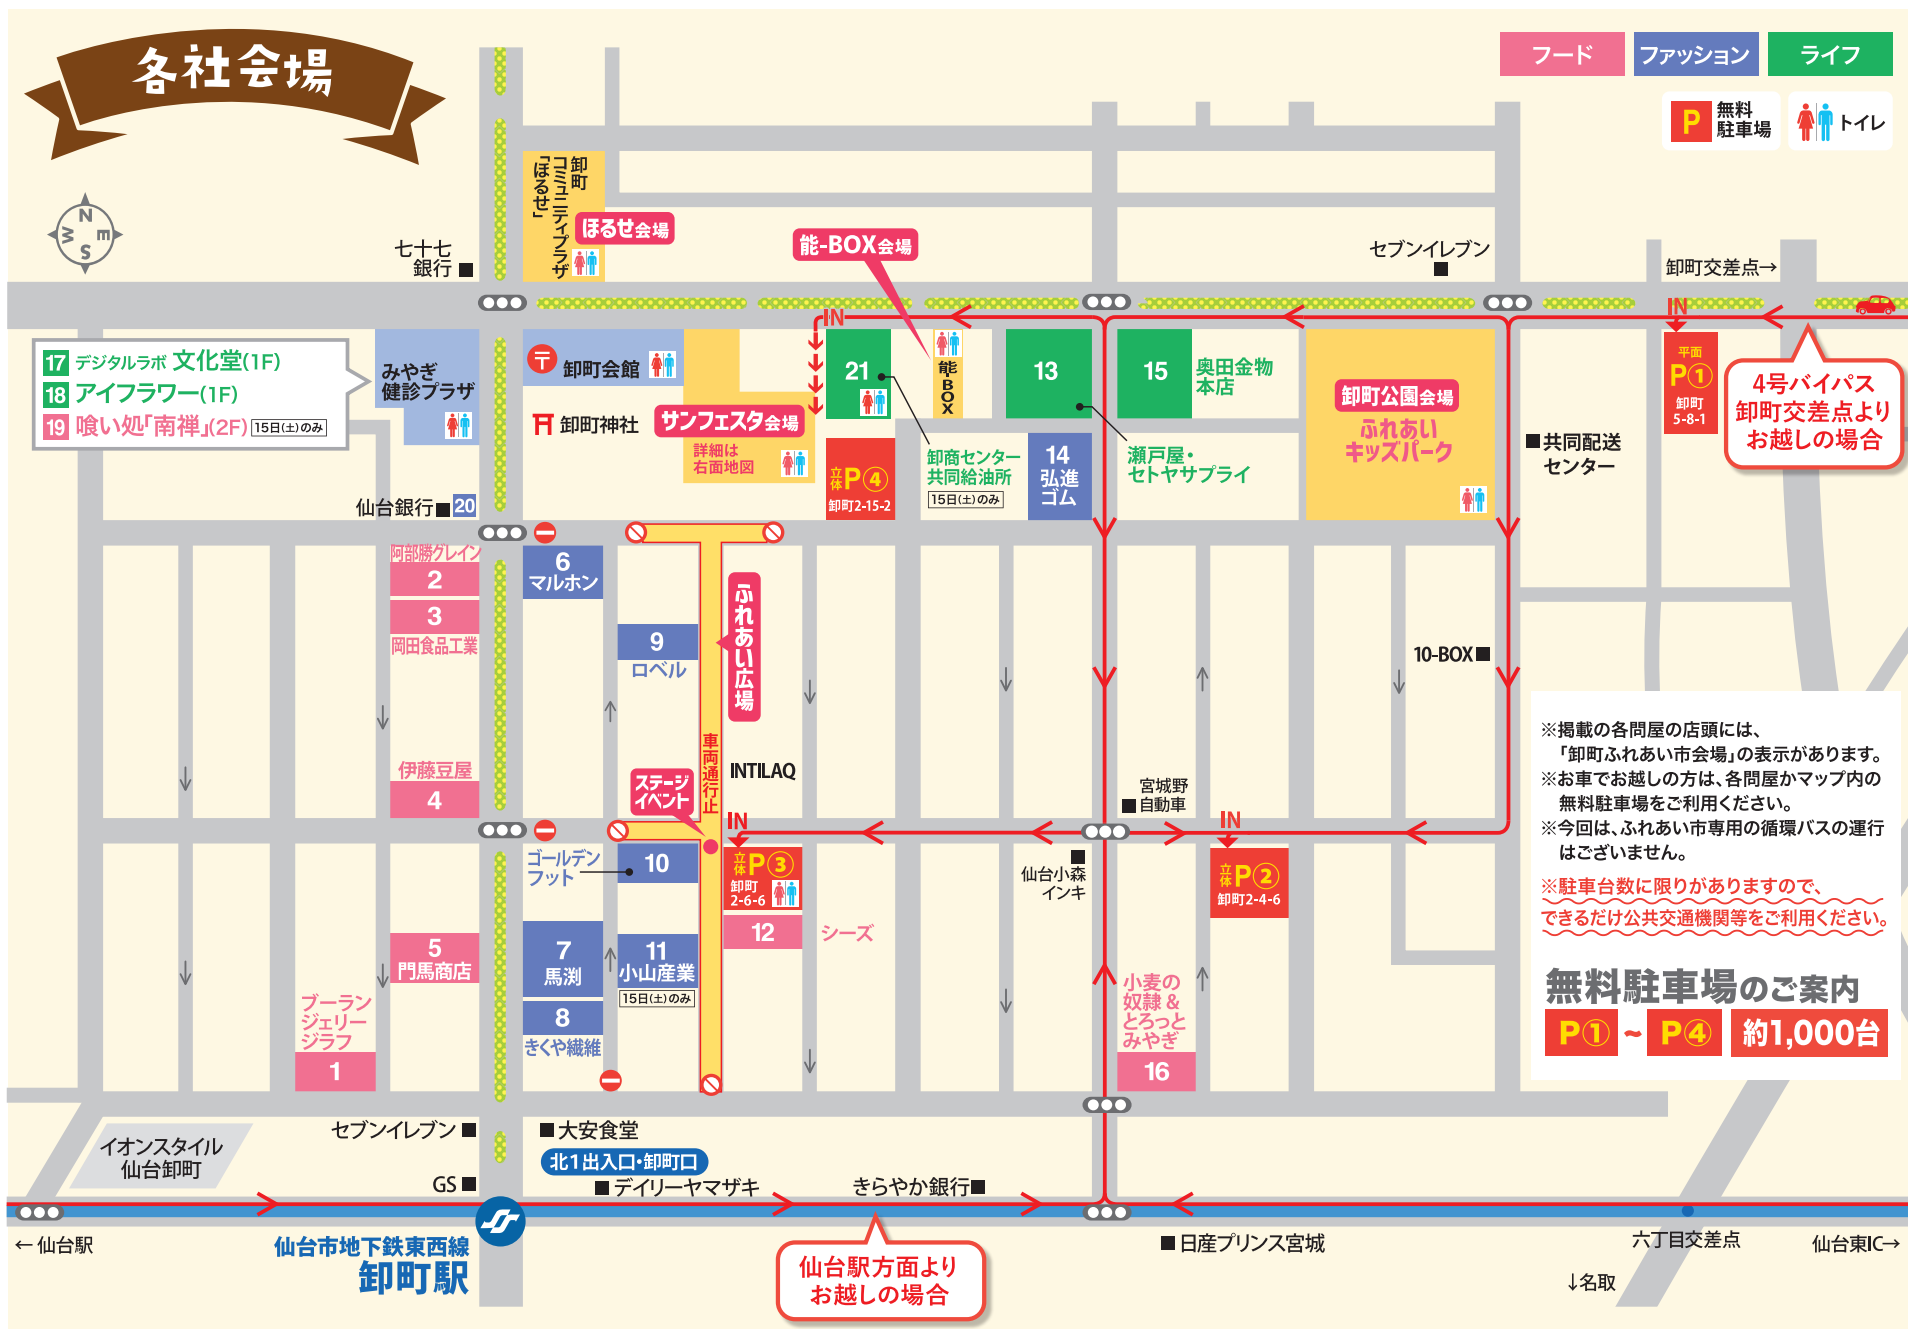 各社会場
フード
ファッション
ライフ
P
無料
駐車場
トイレ
N
W
E
S
卸町
コミュニティプラザ
「ほるせ」
ほるせ会場
七十七
銀行
能-BOX会場
セブンイレブン
卸町交差点→
IN
IN
17 デジタルラボ 文化堂(1F)
18 アイフラワー(1F)
19 喰い処「南禅」(2F) 15日(土)のみ
みやぎ
健診プラザ
卸町会館
卸町神社
サンフェスタ会場
詳細は
右面地図
21
能-BOX
13
15
奥田金物
本店
卸町公園会場
ふれあい
キッズパーク
平面
P①
卸町
5-8-1
4号バイパス
卸町交差点より
お越しの場合
共同配送
センター
立体 P④
卸町2-15-2
卸商センター
共同給油所
15日(土)のみ
14
弘進
ゴム
瀬戸屋・
セトヤサプライ
仙台銀行
20
阿部勝グレイン
2
3
岡田食品工業
6
マルホン
9
ロベル
ふれあい広場
車両通行止
10-BOX
伊藤豆屋
4
ステージ
イベント
INTILAQ
宮城野
自動車
IN
IN
ゴールデン
フット
10
立体 P③
卸町
2-6-6
仙台小森
インキ
立体 P②
卸町2-4-6
12
シーズ
5
門馬商店
7
馬渕
11
小山産業
15日(土)のみ
8
きくや繊維
ブーラン
ジェリー
ジラフ
1
小麦の
奴隷&
とろっと
みやぎ
16
※掲載の各問屋の店頭には、
「卸町ふれあい市会場」の表示があります。
※お車でお越しの方は、各問屋かマップ内の
無料駐車場をご利用ください。
※今回は、ふれあい市専用の循環バスの運行
はございません。
※駐車台数に限りがありますので、
できるだけ公共交通機関等をご利用ください。
無料駐車場のご案内
P①～P④ 約1,000台
イオンスタイル
仙台卸町
セブンイレブン
大安食堂
北1出入口・卸町口
GS
デイリーヤマザキ
きらやか銀行
←仙台駅
仙台市地下鉄東西線
卸町駅
仙台駅方面より
お越しの場合
日産プリンス宮城
六丁目交差点
仙台東IC→
↓名取